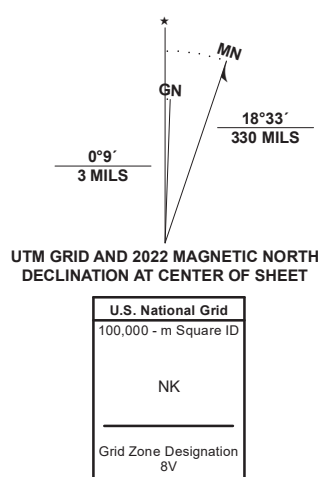 ★
MN
GN
18°33´
330 MILS
0°9´
3 MILS
UTM GRID AND 2022 MAGNETIC NORTH
DECLINATION AT CENTER OF SHEET
U.S. National Grid
100,000 - m Square ID
NK
Grid Zone Designation
8V